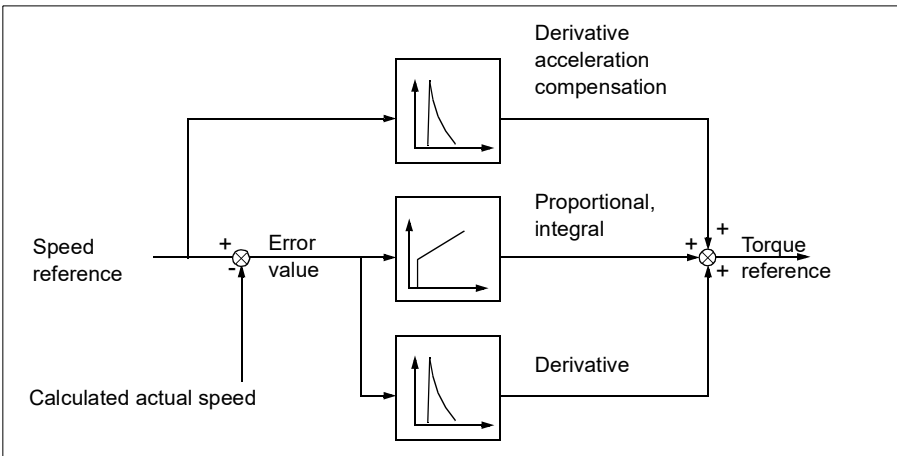 Derivative
acceleration
compensation
Proportional,
integral
+
Speed
reference
+
-
Error
value
+
+
Torque
reference
Derivative
Calculated actual speed